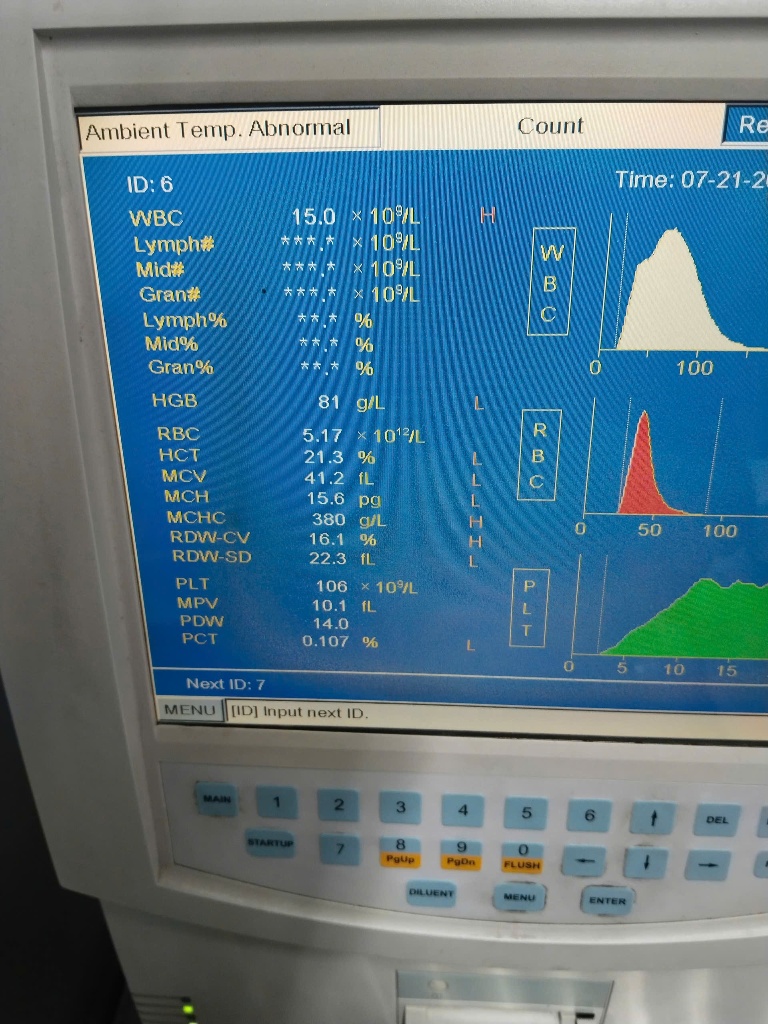 Ambient Temp. Abnormal Count Re
ID: 6 Time: 07-21-2
WBC 15.0 × 10⁹/L H
Lymph# ***.* × 10⁹/L
Mid# ***.* × 10⁹/L
Gran# ***.* × 10⁹/L
Lymph% **.* %
Mid% **.* %
Gran% **.* %
HGB 81 g/L L
RBC 5.17 × 10¹²/L
HCT 21.3 % L
MCV 41.2 fL L
MCH 15.6 pg L
MCHC 380 g/L H
RDW-CV 16.1 % H
RDW-SD 22.3 fL L
PLT 106 × 10⁹/L
MPV 10.1 fL
PDW 14.0
PCT 0.107 % L
WBC
0 100
RBC
0 50 100
PLT
0 5 10 15
Next ID: 7
MENU [ID] Input next ID.
MAIN 1 2 3 4 5 6 ↑ DEL
STARTUP 7 8 PgUp 9 PgDn 0 FLUSH ← ↓ →
DILUENT MENU ENTER